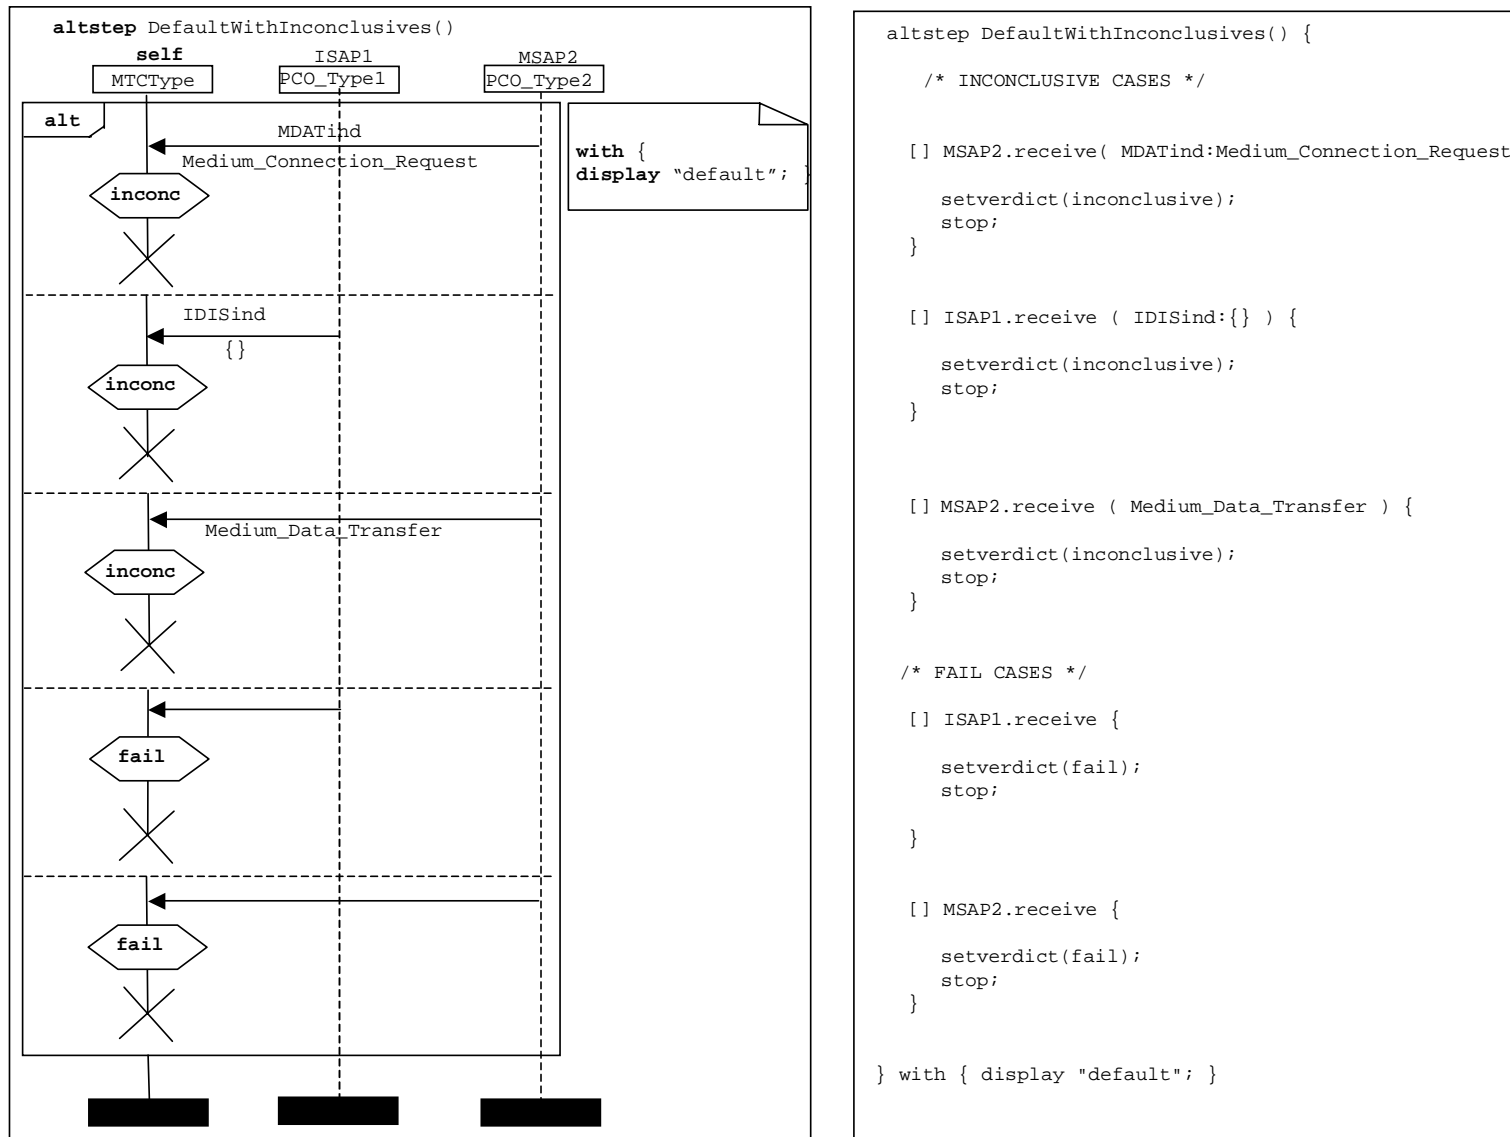 altstep DefaultWithInconclusives()
self ISAP1 MSAP2
MTCType PCO_Type1 PCO_Type2
alt
MDATind
Medium_Connection_Request
inconc
with {
display “default”; }
IDISind
{}
inconc
Medium_Data_Transfer
inconc
fail
fail
altstep DefaultWithInconclusives() {
/* INCONCLUSIVE CASES */
[] MSAP2.receive( MDATind:Medium_Connection_Request
setverdict(inconclusive);
stop;
}
[] ISAP1.receive ( IDISind:{} ) {
setverdict(inconclusive);
stop;
}
[] MSAP2.receive ( Medium_Data_Transfer ) {
setverdict(inconclusive);
stop;
}
/* FAIL CASES */
[] ISAP1.receive {
setverdict(fail);
stop;
}
[] MSAP2.receive {
setverdict(fail);
stop;
}
} with { display "default"; }